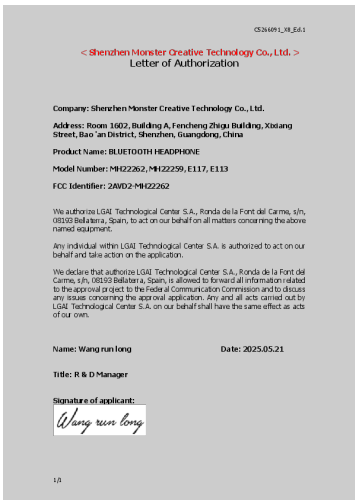 CS266091_X8_Ed.1
< Shenzhen Monster Creative Technology Co., Ltd. >
Letter of Authorization
Company: Shenzhen Monster Creative Technology Co., Ltd.
Address: Room 1602, Building A, Fencheng Zhigu Building, Xixiang
Street, Bao 'an District, Shenzhen, Guangdong, China
Product Name: BLUETOOTH HEADPHONE
Model Number: MH22262, MH22259, E117, E113
FCC Identifier: 2AVD2-MH22262
We authorize LGAI Technological Center S.A., Ronda de la Font del Carme, s/n,
08193 Bellaterra, Spain, to act on our behalf on all matters concerning the above
named equipment.
Any individual within LGAI Technological Center S.A. is authorized to act on our
behalf and take action on the application.
We declare that authorize LGAI Technological Center S.A., Ronda de la Font del
Carme, s/n, 08193 Bellaterra, Spain, is allowed to forward all information related
to the approval project to the Federal Communication Commission and to discuss
any issues concerning the approval application. Any and all acts carried out by
LGAI Technological Center S.A. on our behalf shall have the same effect as acts
of our own.
Name: Wang run long Date: 2025.05.21
Title: R & D Manager
Signature of applicant:
Wang run long
1/1